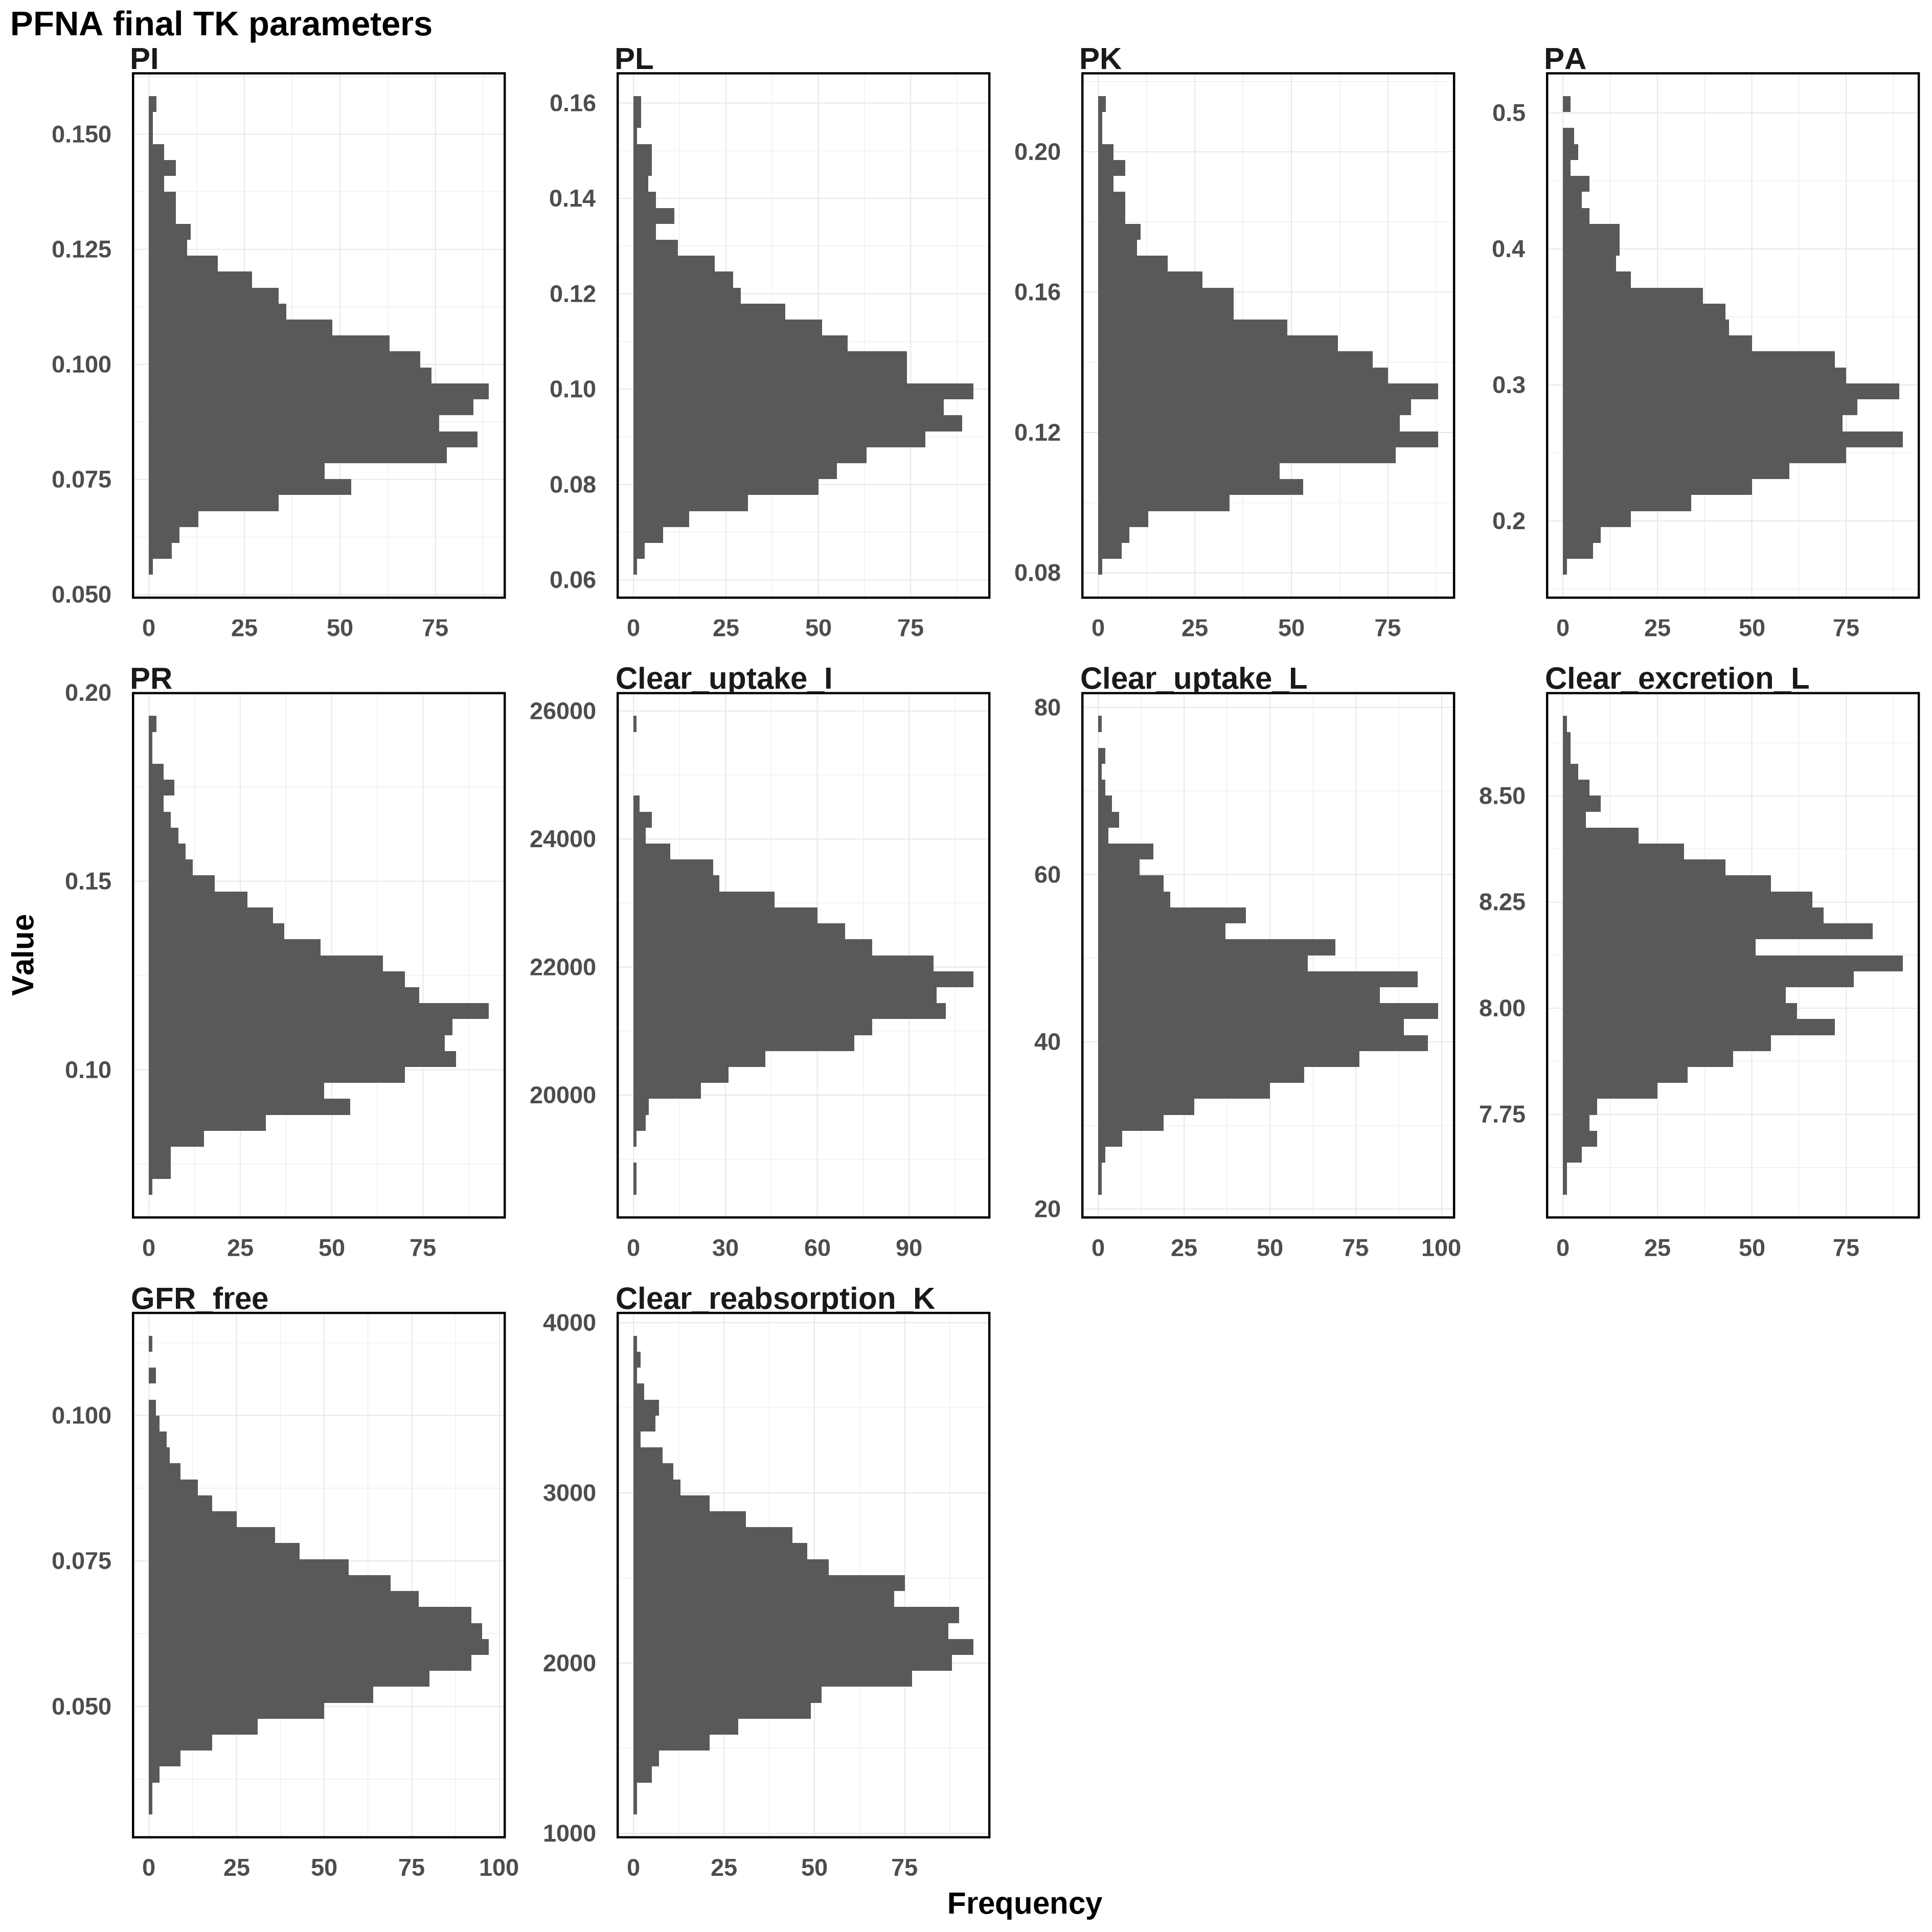 PFNA final TK parameters
PI
PL
PK
PA
0.150
0.125
0.100
0.075
0.050
0.16
0.14
0.12
0.10
0.08
0.06
0.20
0.16
0.12
0.08
0.5
0.4
0.3
0.2
0 25 50 75
0 25 50 75
0 25 50 75
0 25 50 75
PR
Clear_uptake_I
Clear_uptake_L
Clear_excretion_L
0.20
0.15
0.10
26000
24000
22000
20000
80
60
40
20
8.50
8.25
8.00
7.75
0 25 50 75
0 30 60 90
0 25 50 75 100
0 25 50 75
Value
GFR_free
Clear_reabsorption_K
0.100
0.075
0.050
4000
3000
2000
1000
0 25 50 75 100
0 25 50 75
Frequency